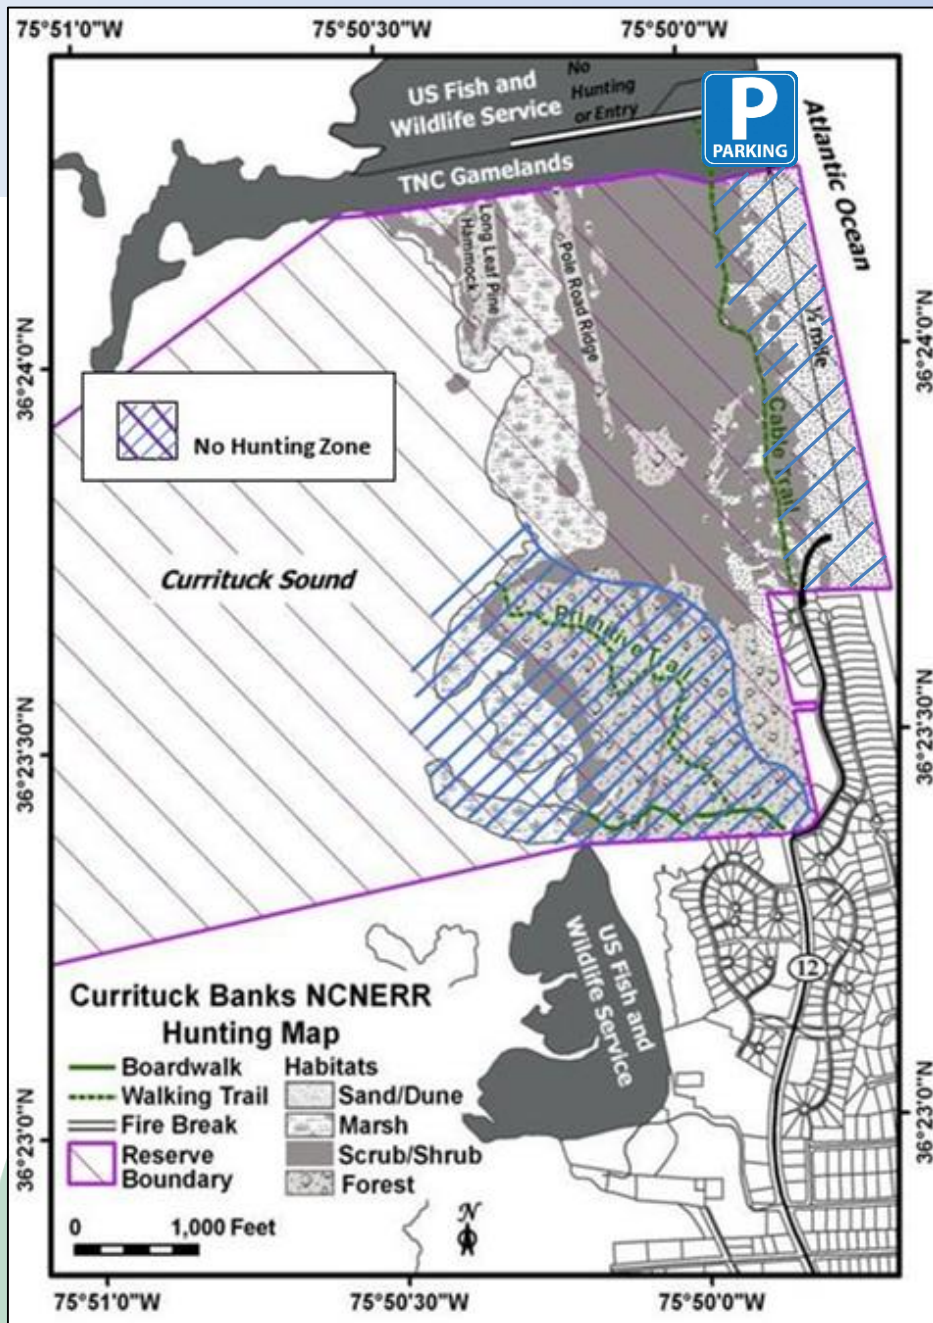 75°51'0"W
75°50'30"W
75°50'0"W
US Fish and
Wildlife Service
No
Hunting
or Entry
P
PARKING
Atlantic Ocean
TNC Gamelands
Long Leaf Pine
Hammock
Pole Road Ridge
½ mile
Cable Trail
36°24'0"N
36°24'0"N
No Hunting Zone
Currituck Sound
Primitive Trail
36°23'30"N
36°23'30"N
US Fish and
Wildlife Service
12
Currituck Banks NCNERR
Hunting Map
Boardwalk
Walking Trail
Fire Break
Reserve
Boundary
Habitats
Sand/Dune
Marsh
Scrub/Shrub
Forest
0 1,000 Feet
N
36°23'0"N
36°23'0"N
75°51'0"W
75°50'30"W
75°50'0"W